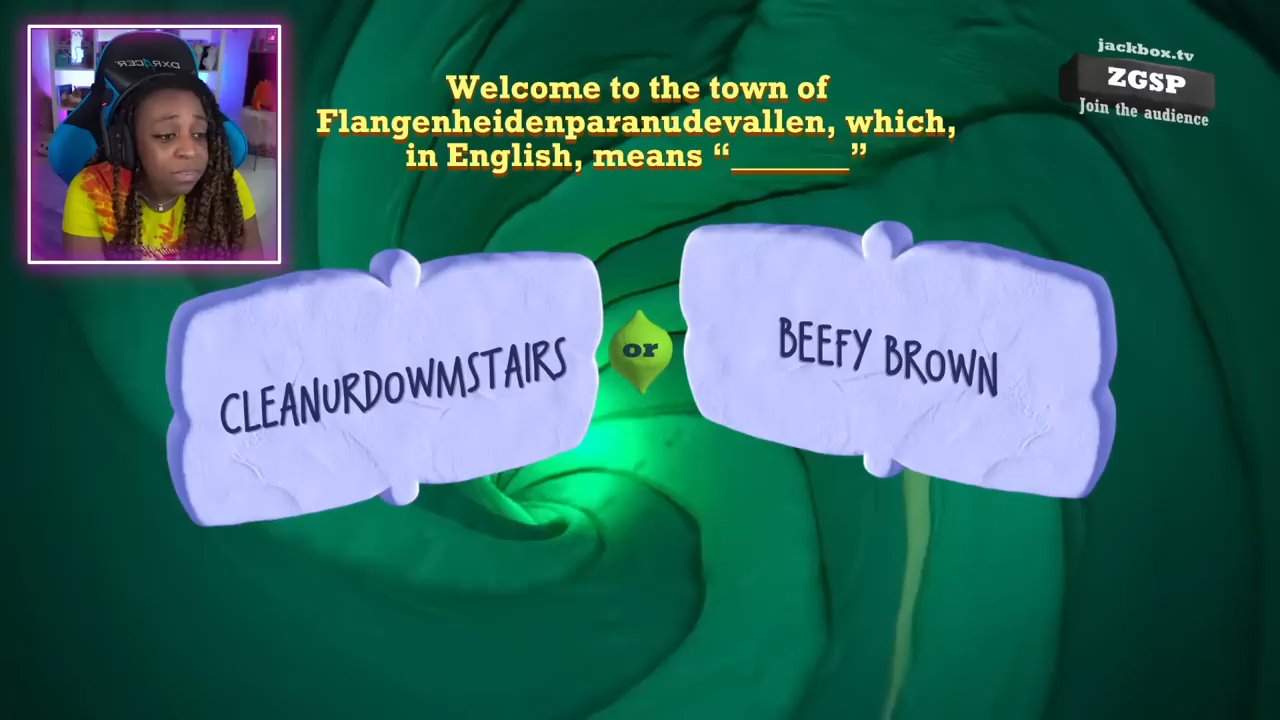 jackbox.tv
ZGSP
Join the audience
Welcome to the town of
Flangenheidenparanudevallen, which,
in English, means “_______”
CLEANURDOWMSTAIRS
or
BEEFY BROWN
DXRACER